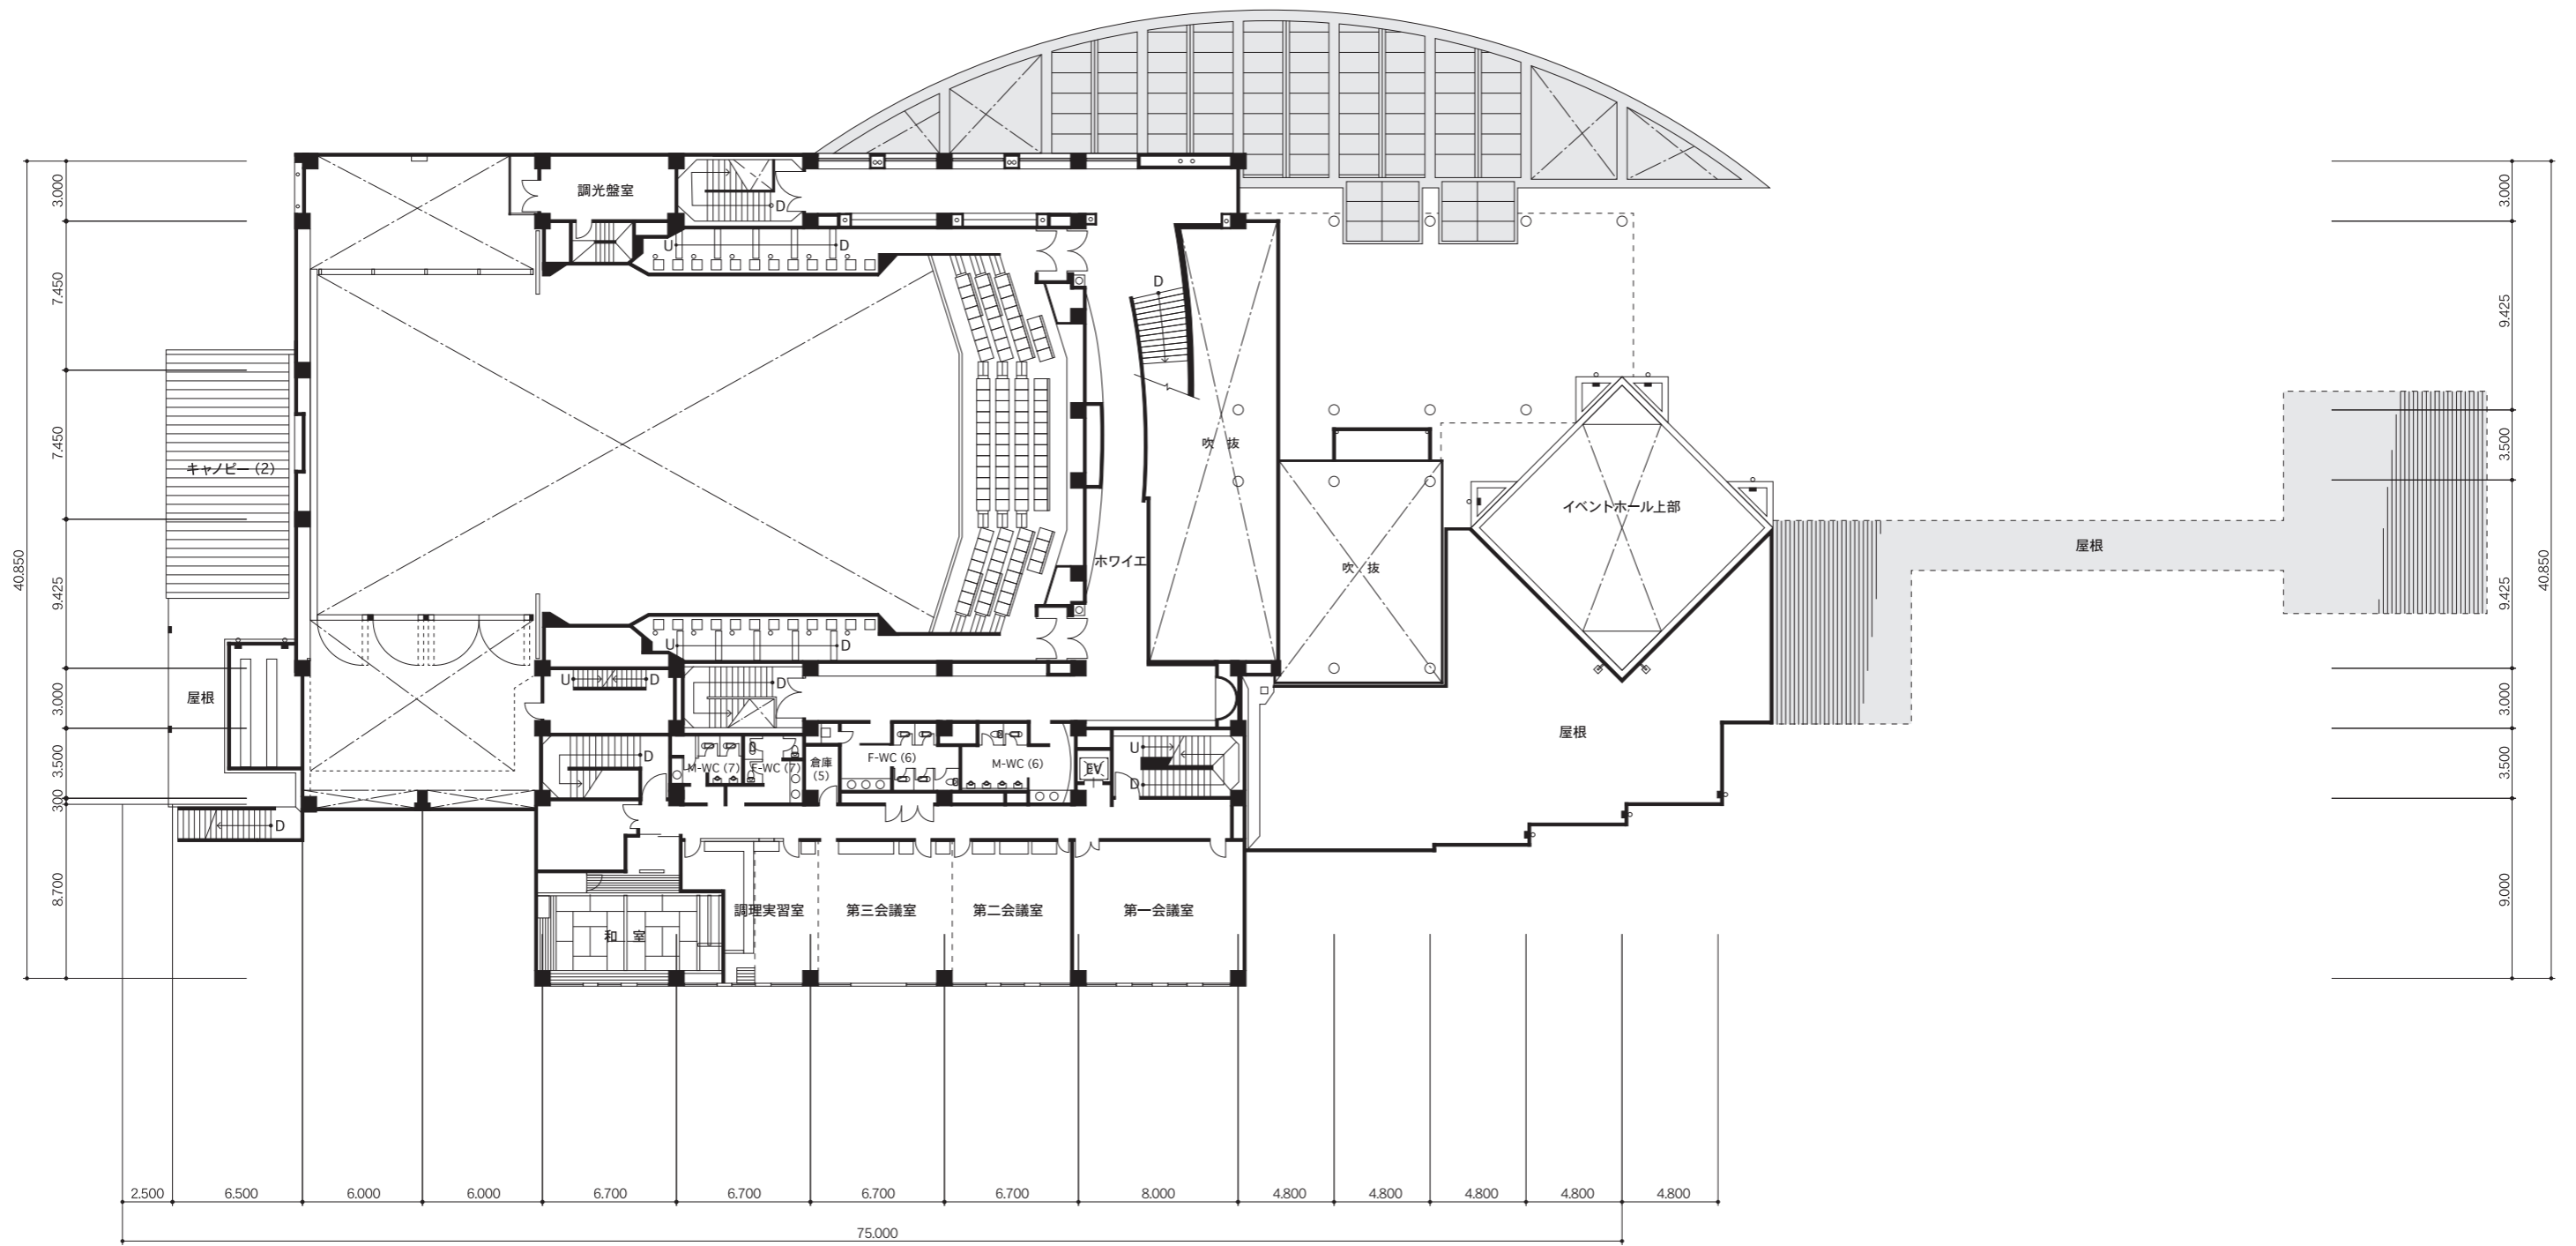 調光盤室
U
D
D
D
3.000
7.450
7.450
9.425
3.000
3.500
300
8.700
40.850
3.000
9.425
3.500
9.425
3.000
3.500
9.000
40.850
キャノピー（2）
吹　抜
ホワイエ
吹　抜
イベントホール上部
屋根
屋根
U
D
U
D
D
屋根
D
M-WC（7）
F-WC（7）
倉庫
（5）
F-WC（6）
M-WC（6）
EV
U
D
D
和　室
調理実習室
第三会議室
第二会議室
第一会議室
2.500
6.500
6.000
6.000
6.700
6.700
6.700
6.700
8.000
4.800
4.800
4.800
4.800
4.800
75.000